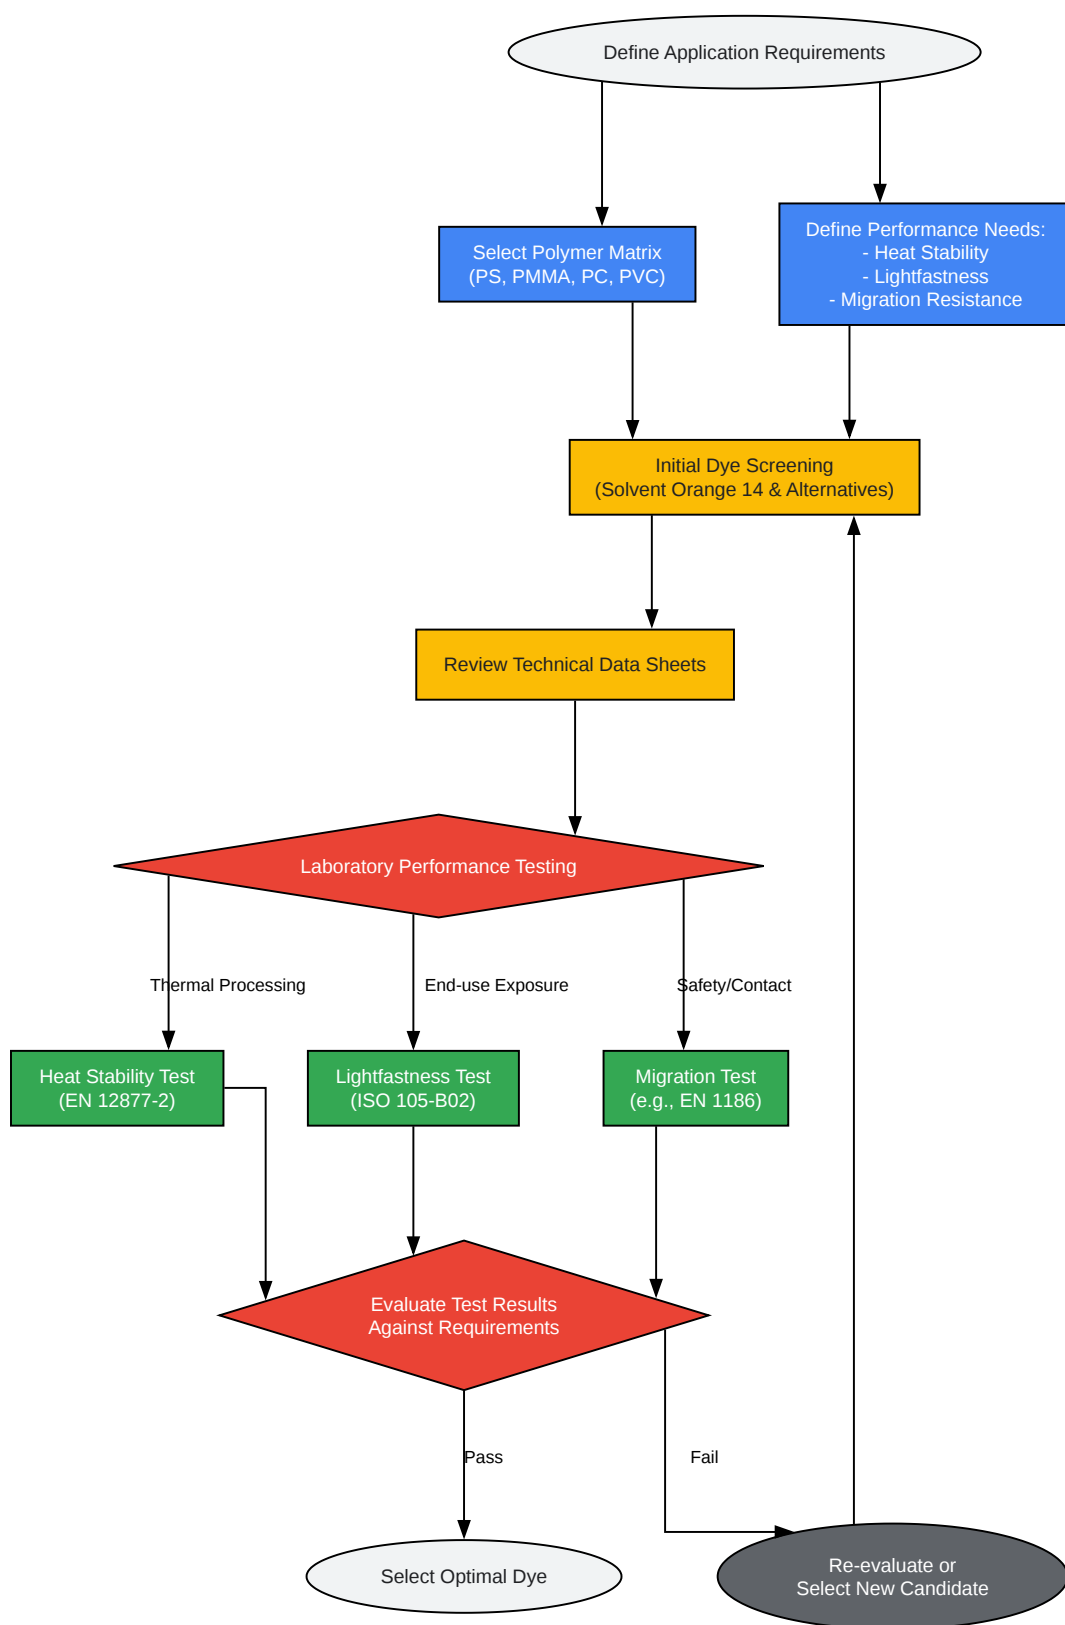 Define Application Requirements
Select Polymer Matrix
(PS, PMMA, PC, PVC)
Define Performance Needs:
- Heat Stability
- Lightfastness
- Migration Resistance
Initial Dye Screening
(Solvent Orange 14 & Alternatives)
Review Technical Data Sheets
Laboratory Performance Testing
Thermal Processing
End-use Exposure
Safety/Contact
Heat Stability Test
(EN 12877-2)
Lightfastness Test
(ISO 105-B02)
Migration Test
(e.g., EN 1186)
Evaluate Test Results
Against Requirements
Pass
Fail
Select Optimal Dye
Re-evaluate or
Select New Candidate